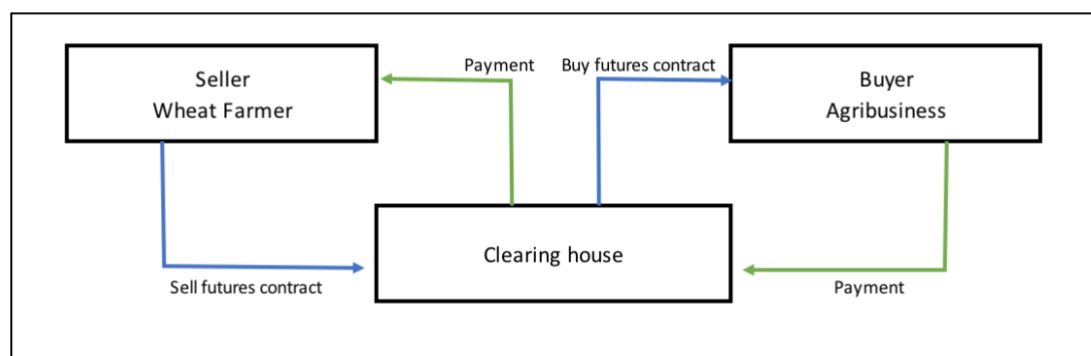 Seller
Wheat Farmer
Payment
Buy futures contract
Buyer
Agribusiness
Clearing house
Sell futures contract
Payment